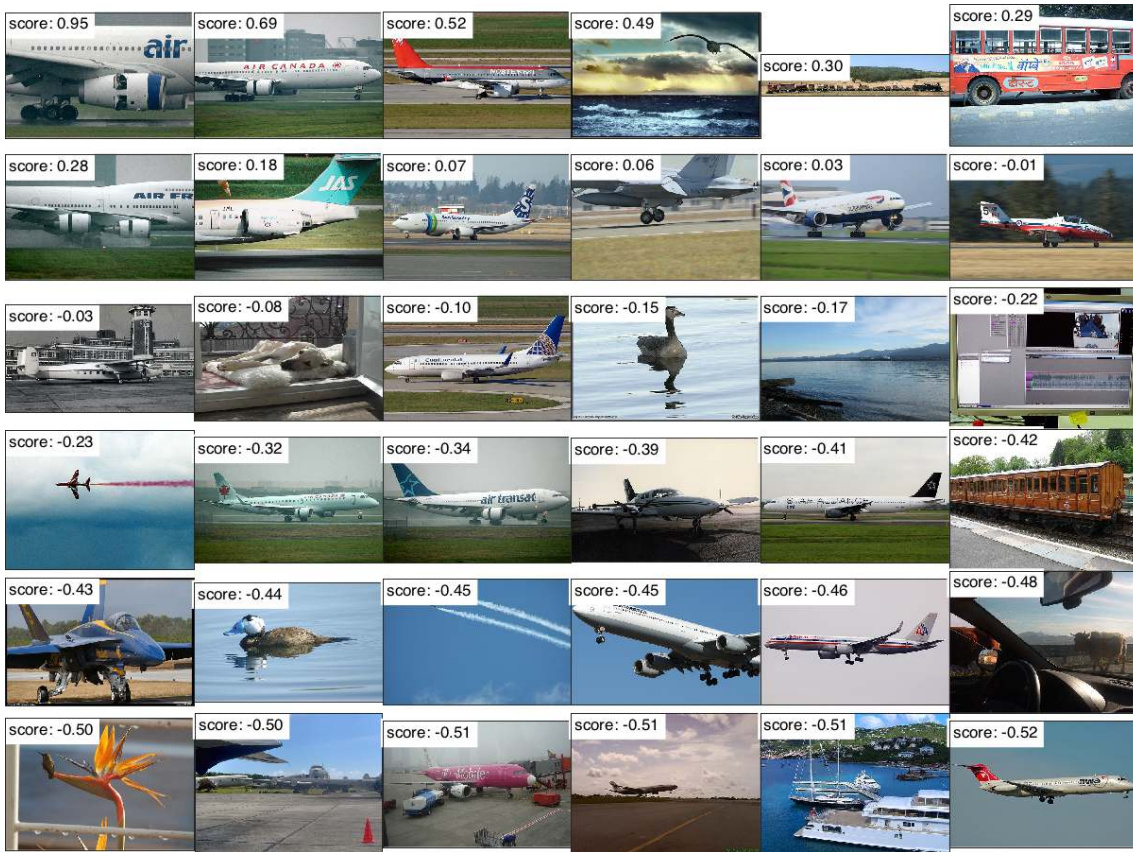 score: 0.95
score: 0.69
score: 0.52
score: 0.49
score: 0.30
score: 0.29
air
AIR CANADA
score: 0.28
score: 0.18
score: 0.07
score: 0.06
score: 0.03
score: -0.01
AIR FR
JAS
score: -0.03
score: -0.08
score: -0.10
score: -0.15
score: -0.17
score: -0.22
Continental
score: -0.23
score: -0.32
score: -0.34
score: -0.39
score: -0.41
score: -0.42
air transat
STAR ALLIANCE
score: -0.43
score: -0.44
score: -0.45
score: -0.45
score: -0.46
score: -0.48
score: -0.50
score: -0.50
score: -0.51
score: -0.51
score: -0.51
score: -0.52
nwa